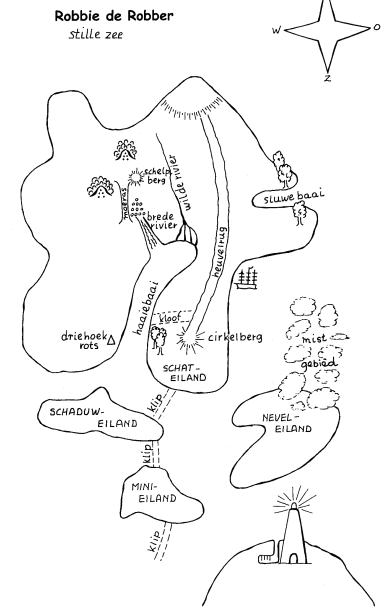 Robbie de Robber
stille zee
W
O
Z
schelp
berg
wilde rivier
moeras
brede
rivier
sluwe baai
heuvelrug
haaiebaai
kloof
driehoek
rots
cirkelberg
mist
gebied
SCHAT-
EILAND
klip
SCHADUW-
EILAND
NEVEL-
EILAND
klip
MINI-
EILAND
klip